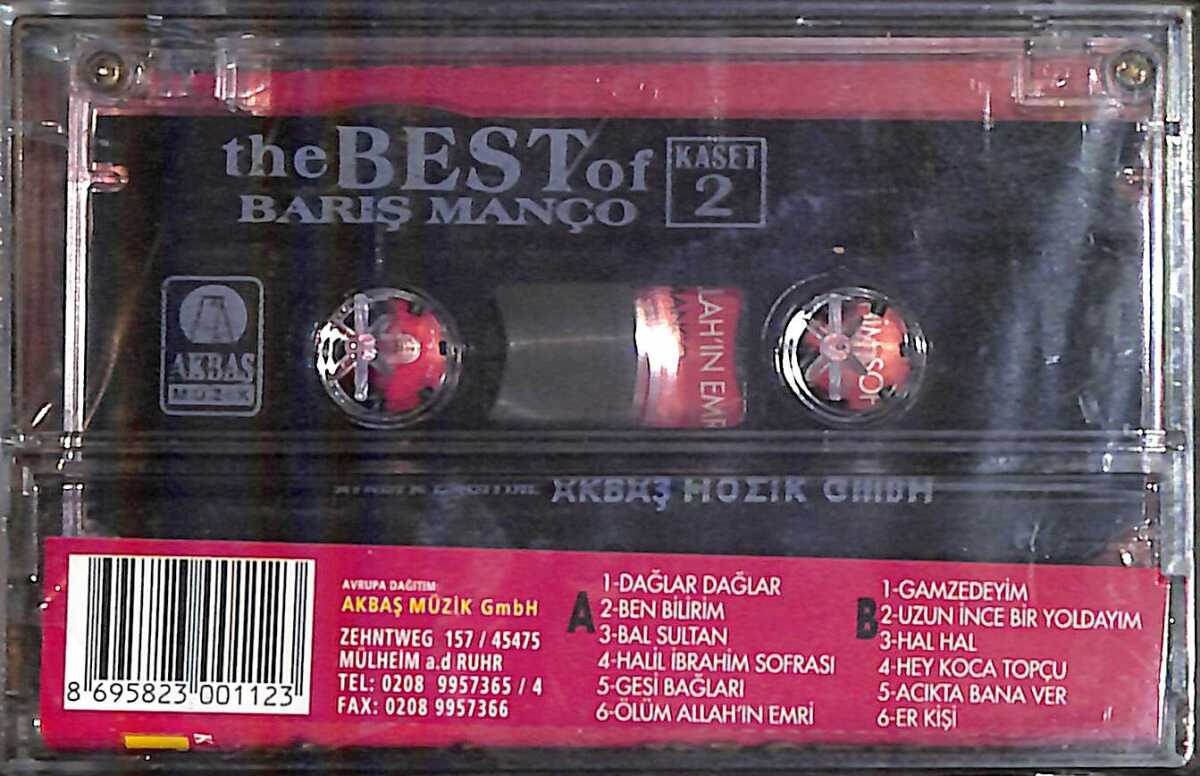 the BEST of
BARIŞ MANÇO
KASET
2
AKBAŞ
MÜZİK
LAH'IN EMR
AKBAŞ MÜZİK GMBH
8 695823 001123
AVRUPA DAĞITIM:
AKBAŞ MÜZİK GmbH
ZEHNTWEG 157 / 45475
MÜLHEİM a.d RUHR
TEL: 0208 9957365 / 4
FAX: 0208 9957366
A
1-DAĞLAR DAĞLAR
2-BEN BİLİRİM
3-BAL SULTAN
4-HALİL İBRAHİM SOFRASI
5-GESİ BAĞLARI
6-ÖLÜM ALLAH'IN EMRİ
B
1-GAMZEDEYİM
2-UZUN İNCE BİR YOLDAYIM
3-HAL HAL
4-HEY KOCA TOPÇU
5-ACIKTA BANA VER
6-ER KİŞİ
K